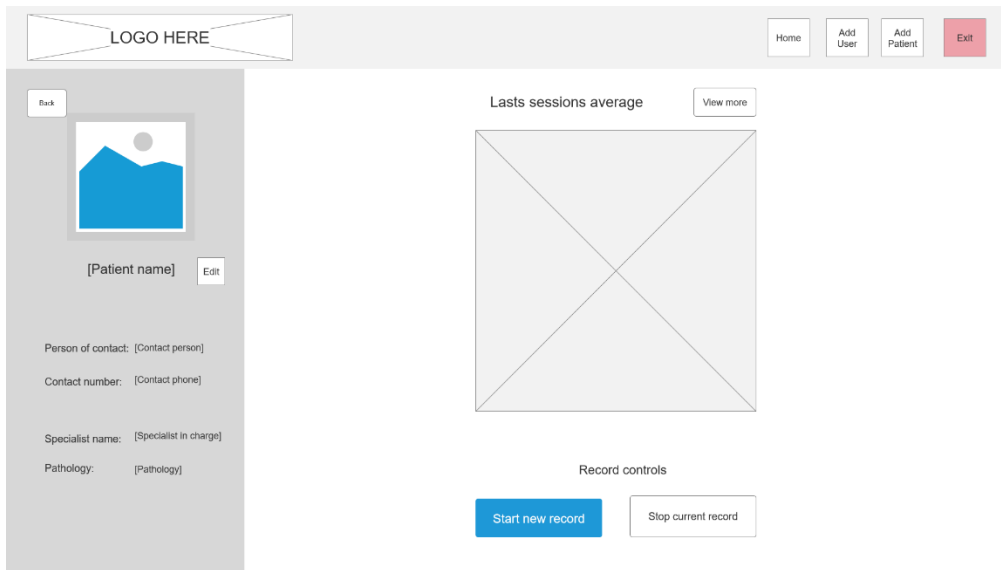 LOGO HERE
Home
Add
User
Add
Patient
Exit
Back
[Patient name]
Edit
Person of contact: [Contact person]
Contact number: [Contact phone]
Specialist name: [Specialist in charge]
Pathology: [Pathology]
Lasts sessions average
View more
Record controls
Start new record
Stop current record